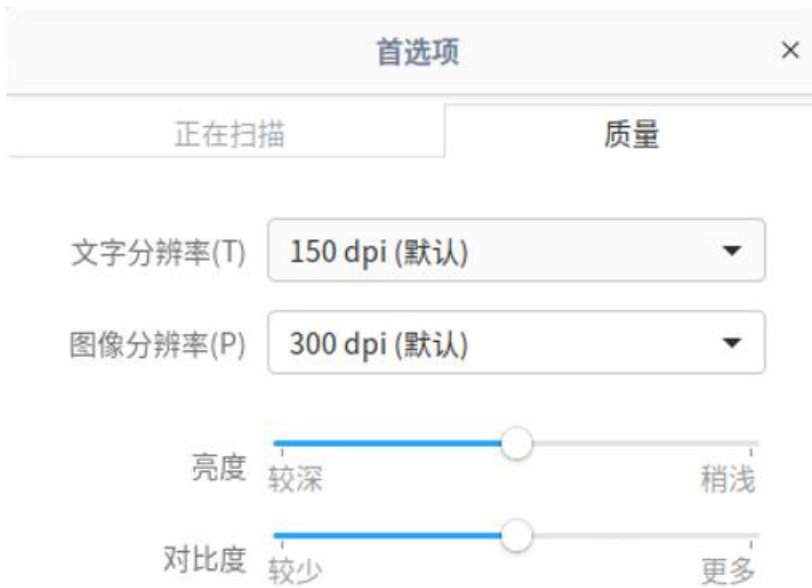 首选项
正在扫描 质量
文字分辨率(T) 150 dpi (默认)
图像分辨率(P) 300 dpi (默认)
亮度 较深 稍浅
对比度 较少 更多